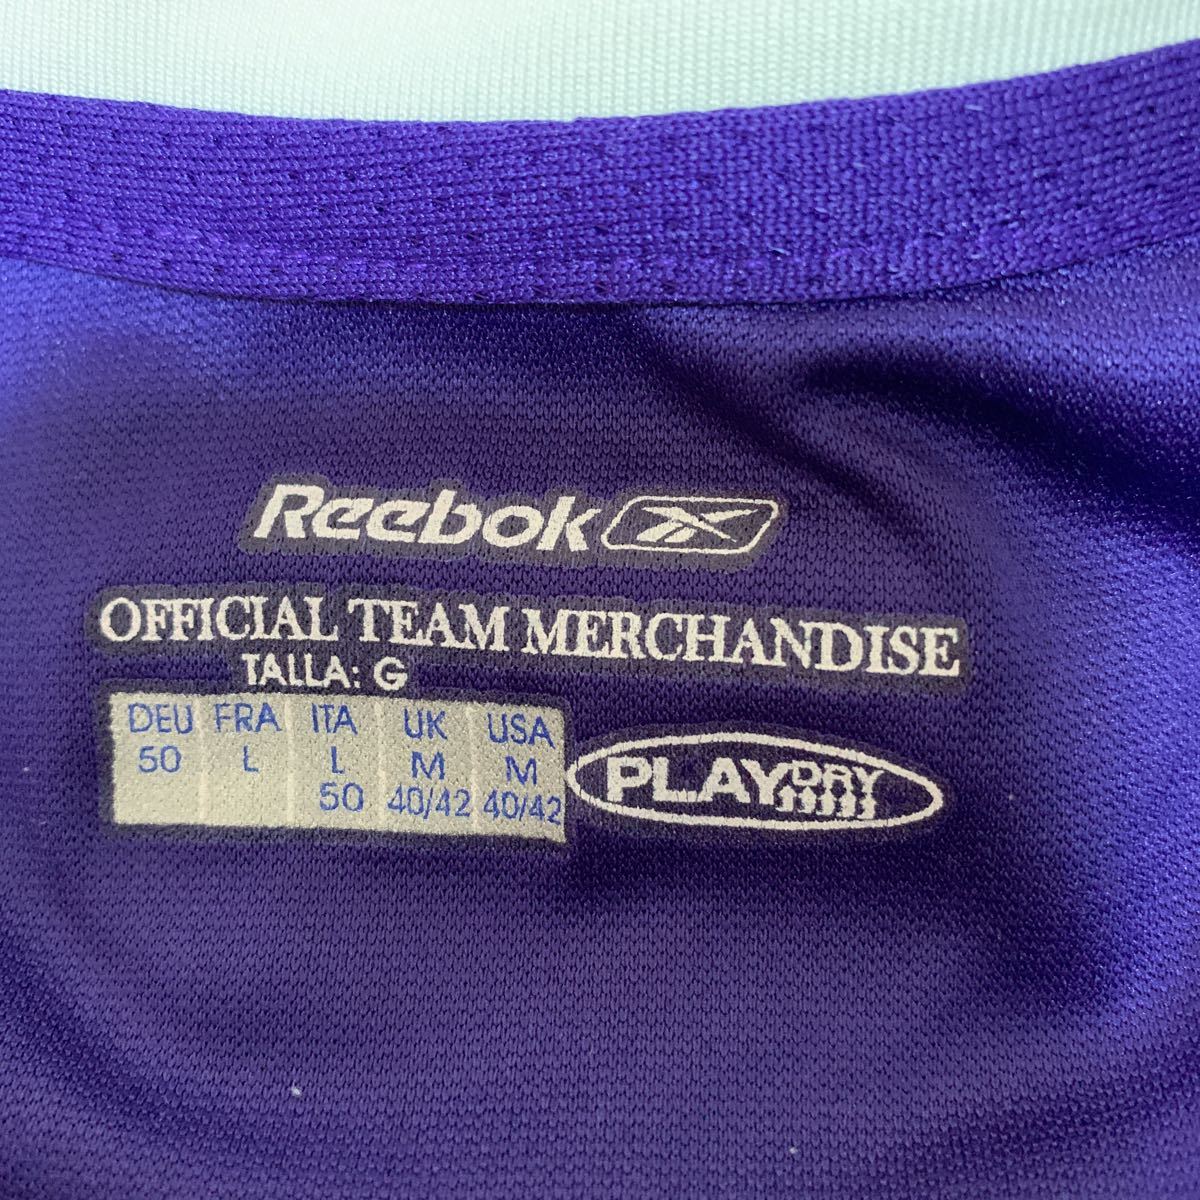 Reebok
OFFICIAL TEAM MERCHANDISE
TALLA: G
DEU FRA ITA UK USA
50 L L M M
50 40/42 40/42
PLAYDRY